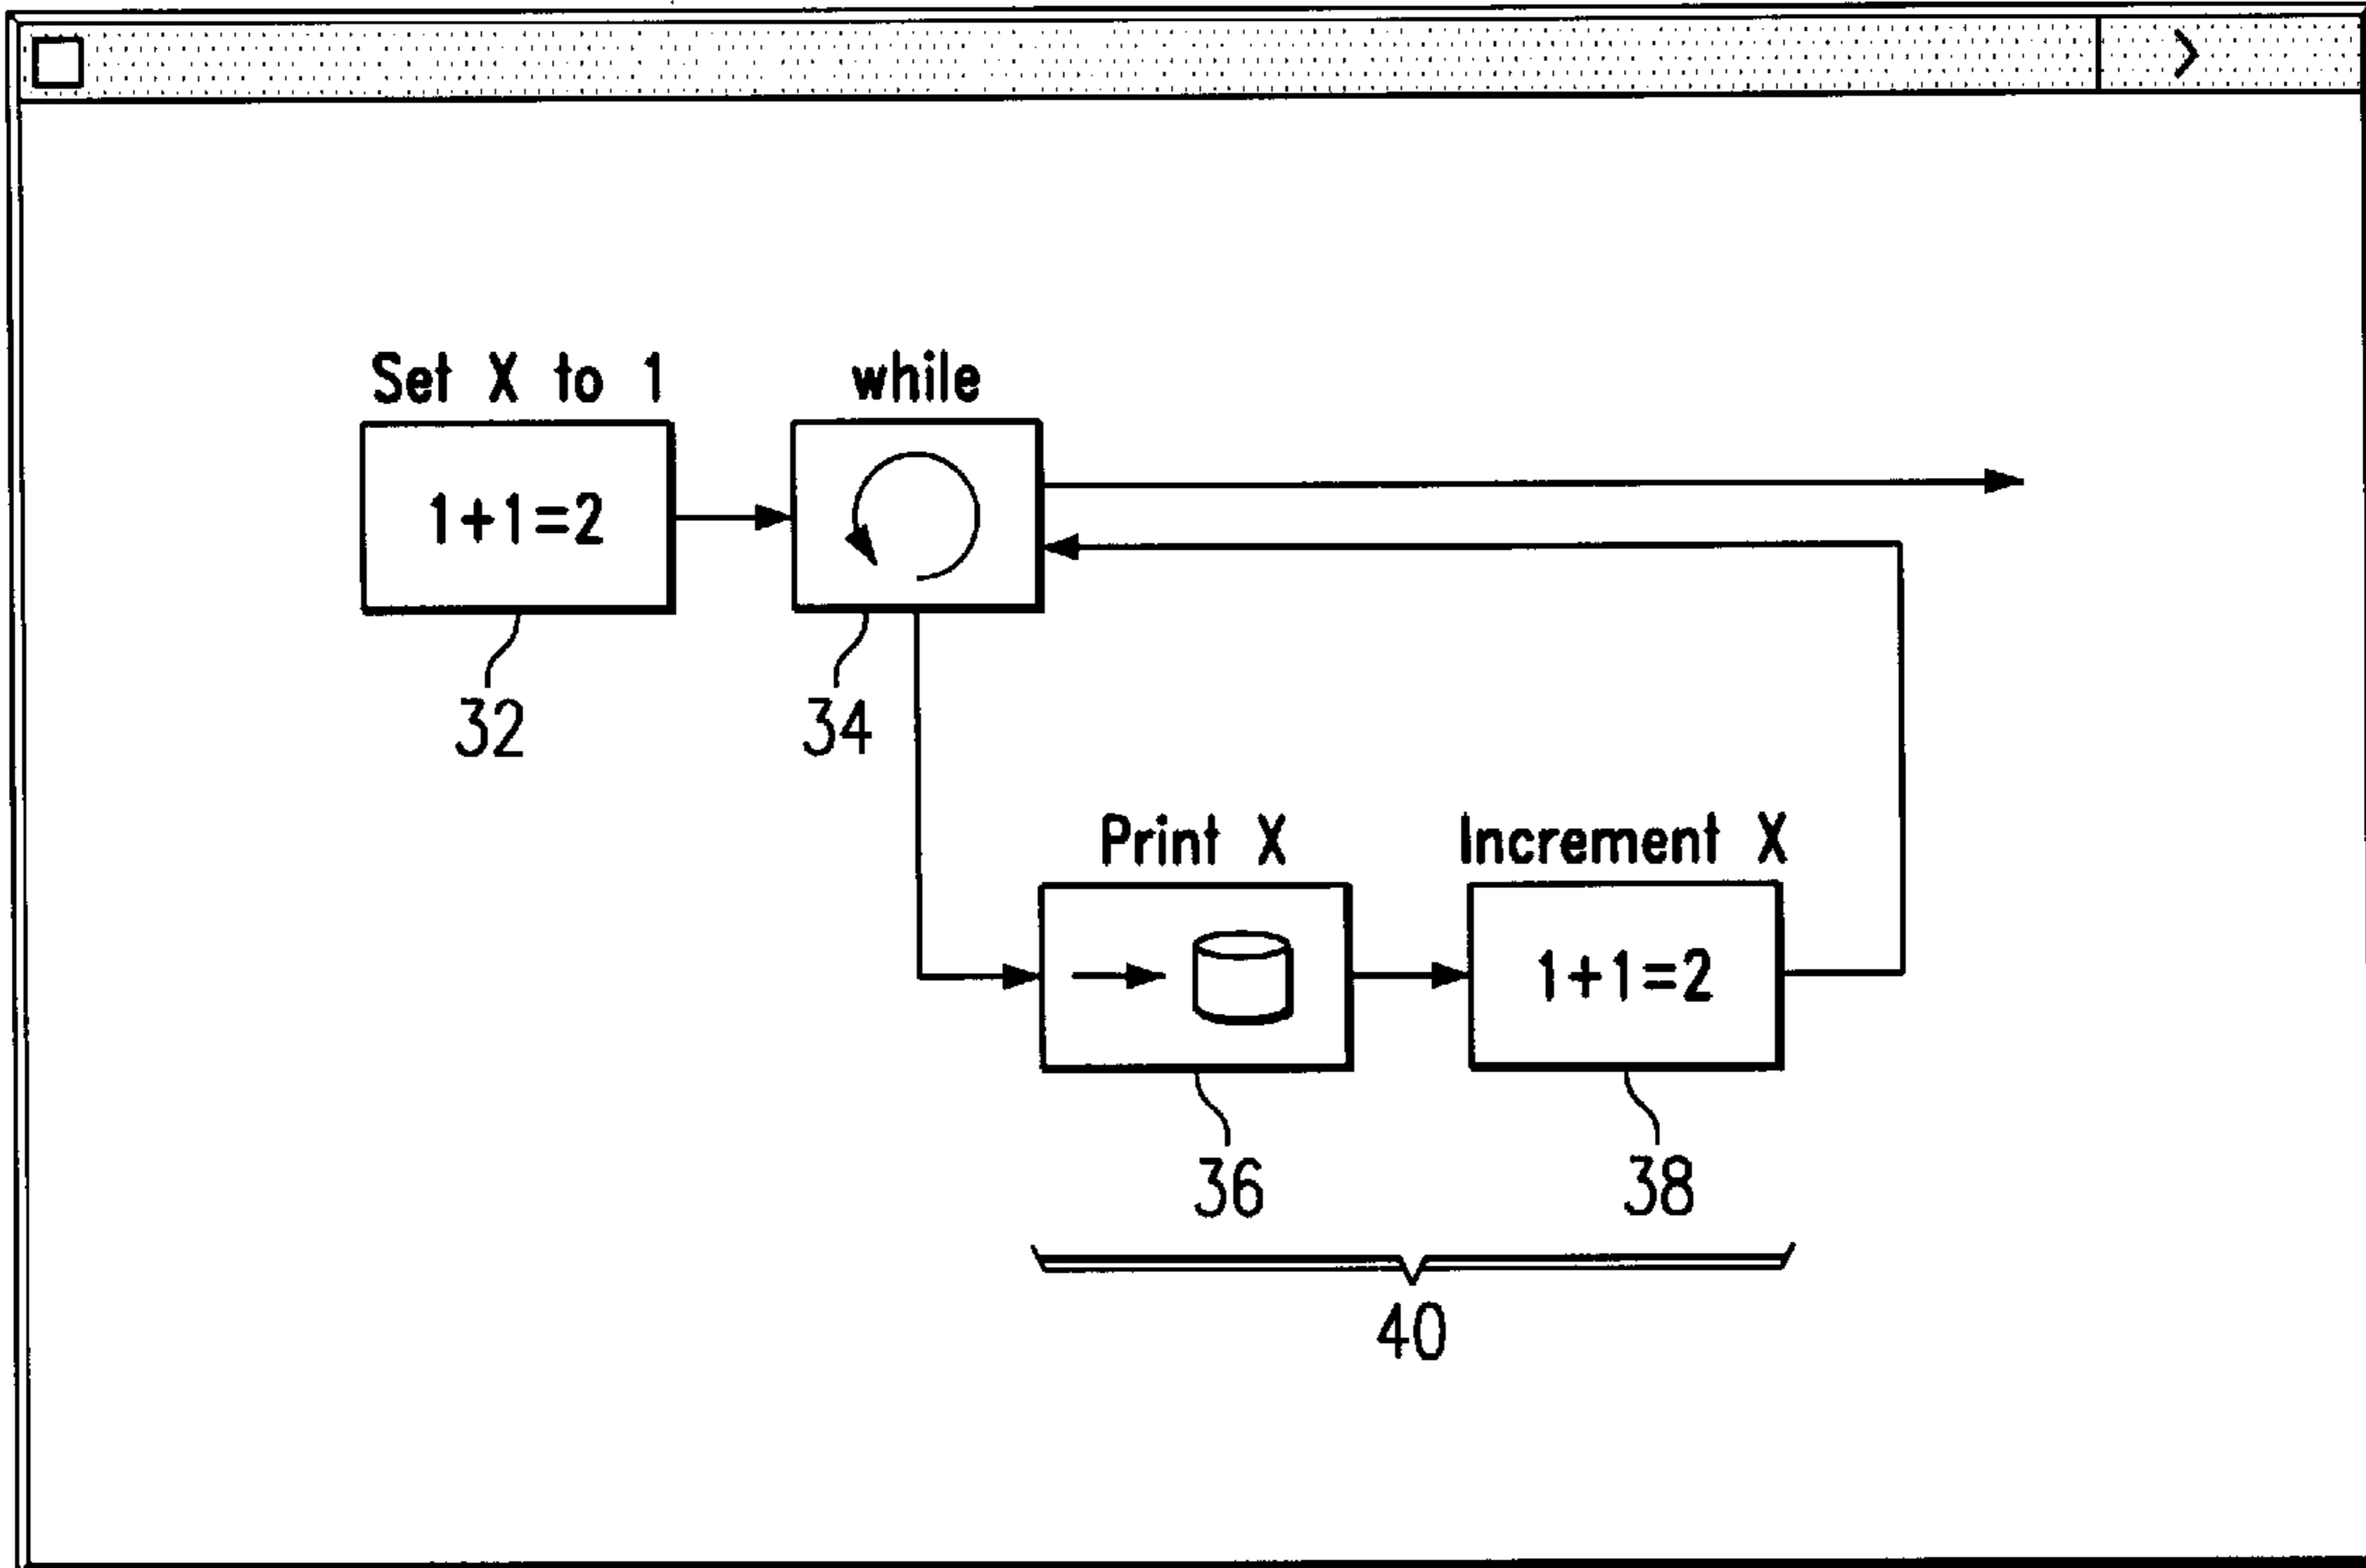 Set X to 1
while
1+1=2
32
34
Print X
Increment X
1+1=2
36
38
40